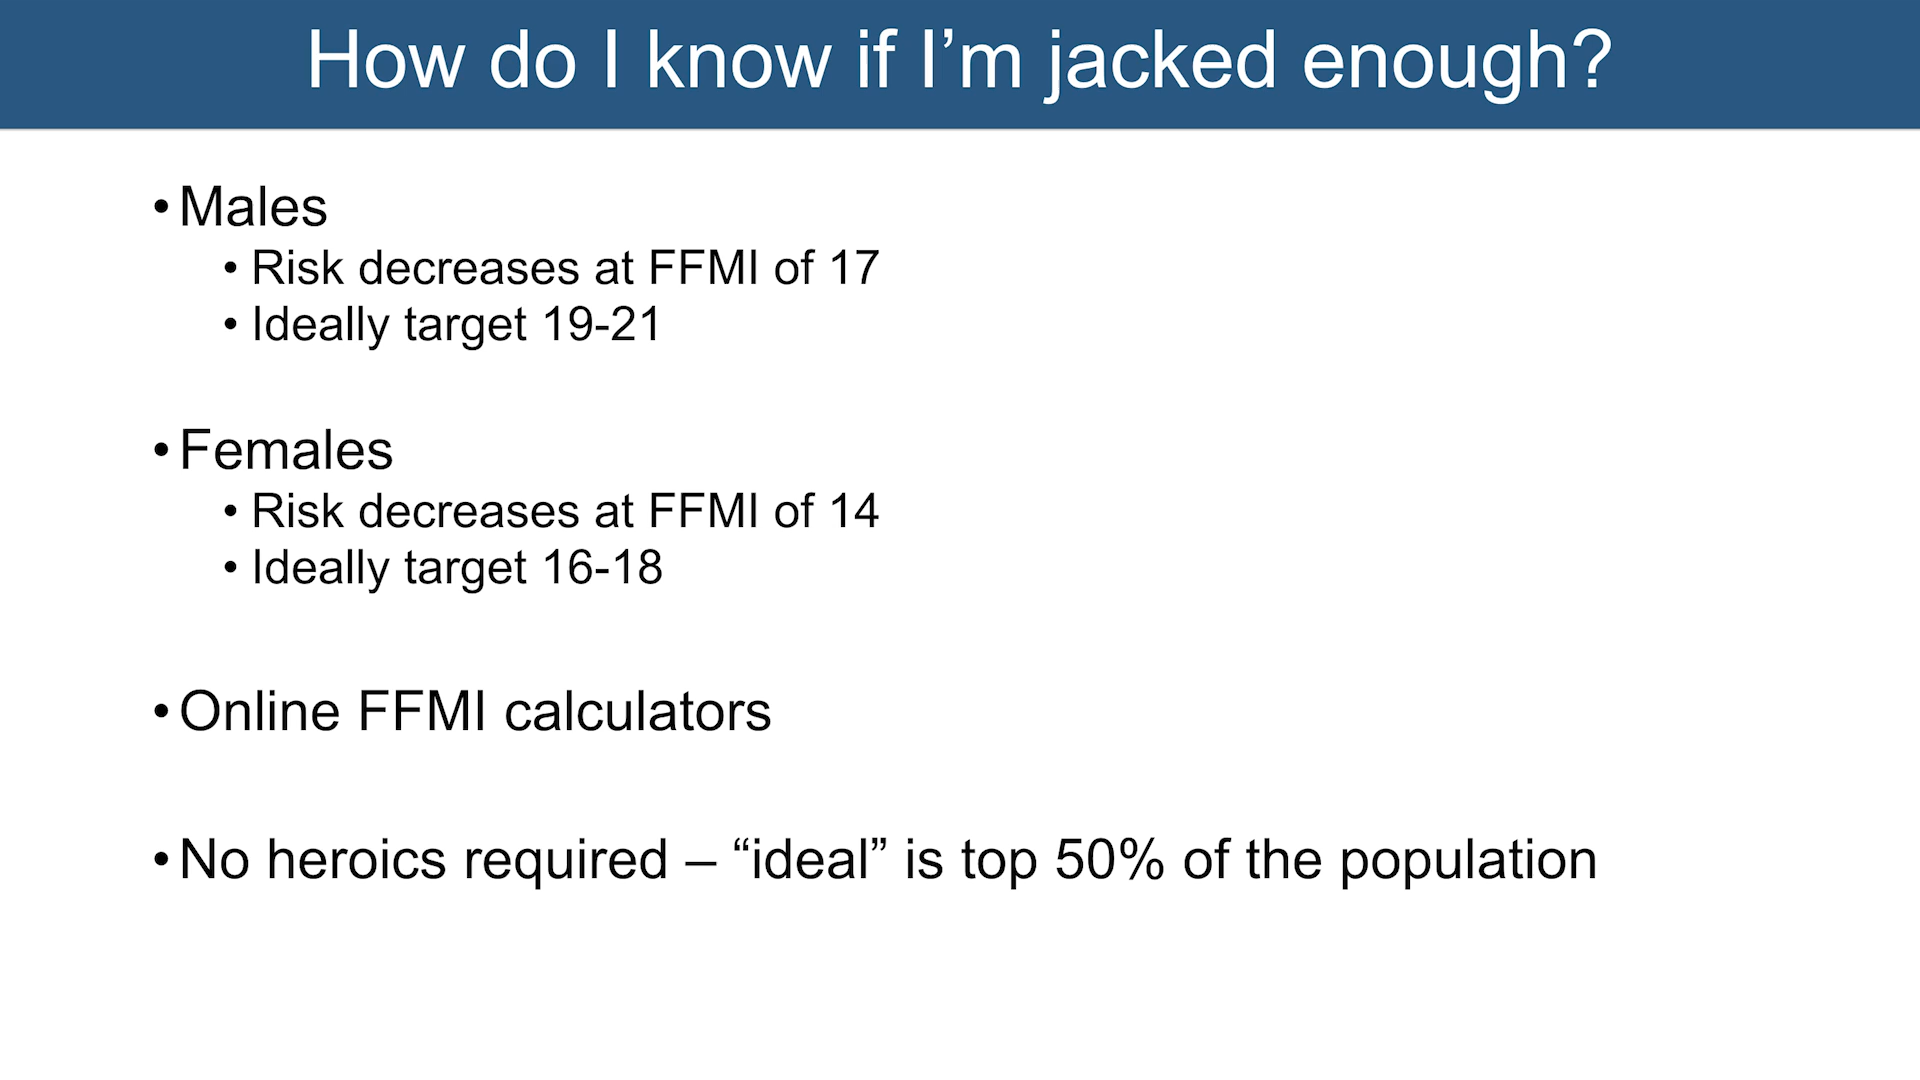 How do I know if I’m jacked enough?
• Males
• Risk decreases at FFMI of 17
• Ideally target 19-21
• Females
• Risk decreases at FFMI of 14
• Ideally target 16-18
• Online FFMI calculators
• No heroics required – “ideal” is top 50% of the population